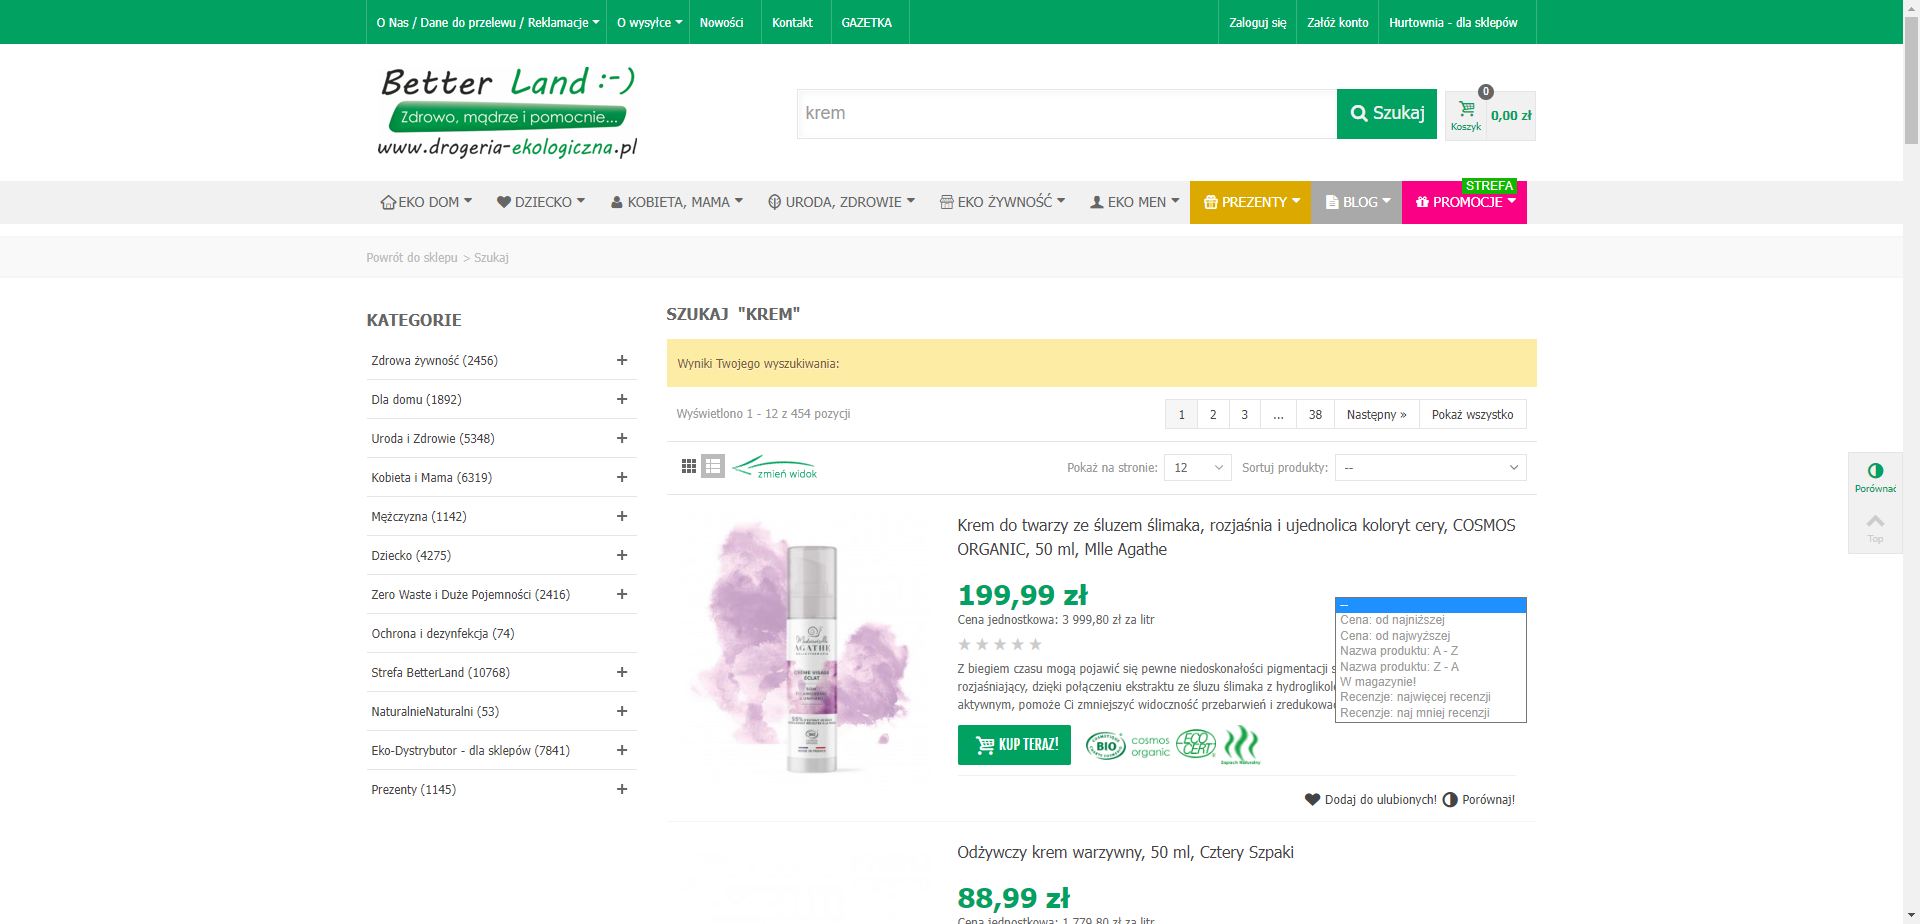 O Nas / Dane do przelewu / Reklamacje
O wysyłce
Nowości
Kontakt
GAZETKA
Zaloguj się
Załóż konto
Hurtownia - dla sklepów
Better Land :-)
Zdrowo, mądrze i pomocnie...
www.drogeria-ekologiczna.pl
krem
Szukaj
0
Koszyk
0,00 zł
EKO DOM
DZIECKO
KOBIETA, MAMA
URODA, ZDROWIE
EKO ŻYWNOŚĆ
EKO MEN
PREZENTY
BLOG
STREFA
PROMOCJE
Powrót do sklepu > Szukaj
KATEGORIE
Zdrowa żywność (2456)
Dla domu (1892)
Uroda i Zdrowie (5348)
Kobieta i Mama (6319)
Mężczyzna (1142)
Dziecko (4275)
Zero Waste i Duże Pojemności (2416)
Ochrona i dezynfekcja (74)
Strefa BetterLand (10768)
NaturalnieNaturalni (53)
Eko-Dystrybutor - dla sklepów (7841)
Prezenty (1145)
SZUKAJ "KREM"
Wyniki Twojego wyszukiwania:
Wyświetlono 1 - 12 z 454 pozycji
1 2 3 ... 38 Następny » Pokaż wszystko
zmień widok
Pokaż na stronie: 12 Sortuj produkty: --
Krem do twarzy ze śluzem ślimaka, rozjaśnia i ujednolica koloryt cery, COSMOS
ORGANIC, 50 ml, Mlle Agathe
199,99 zł
Cena jednostkowa: 3 999,80 zł za litr
Z biegiem czasu mogą pojawić się pewne niedoskonałości pigmentacji
rozjaśniający, dzięki połączeniu ekstraktu ze śluzu ślimaka z
aktywnym, pomoże Ci zmniejszyć widoczność przebarwień i
--
Cena: od najniższej
Cena: od najwyższej
Nazwa produktu: A - Z
Nazwa produktu: Z - A
W magazynie!
Recenzje: najwięcej recenzji
Recenzje: naj mniej recenzji
AGATHE
KUP TERAZ!
BIO
cosmos
organic
ECO
CERT
Zapach Naturalny
Dodaj do ulubionych!
Porównaj!
Odżywczy krem warzywny, 50 ml, Cztery Szpaki
88,99 zł
Cena jednostkowa: 1 779,80 zł za litr
Porównać
Top